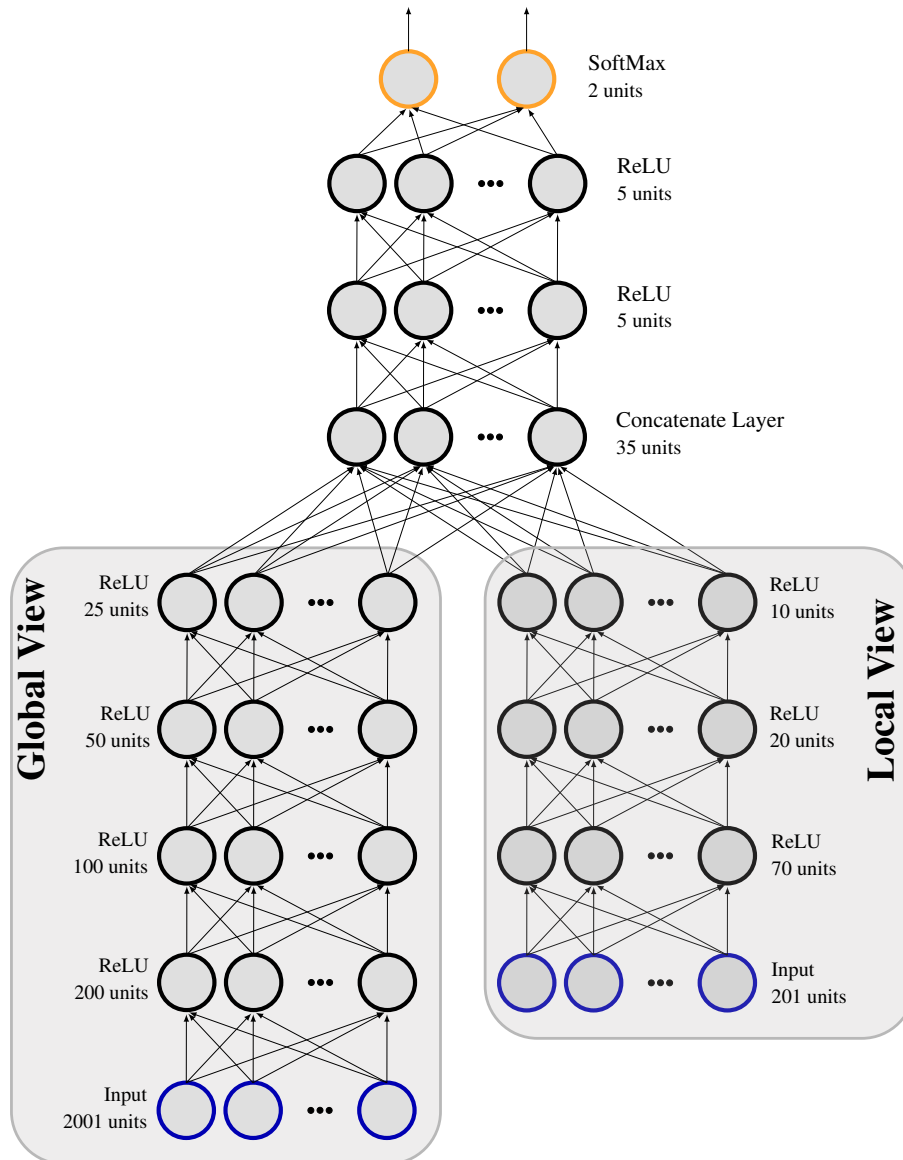 SoftMax
2 units
ReLU
5 units
ReLU
5 units
Concatenate Layer
35 units
Global View
ReLU
25 units
ReLU
50 units
ReLU
100 units
ReLU
200 units
Input
2001 units
Local View
ReLU
10 units
ReLU
20 units
ReLU
70 units
Input
201 units